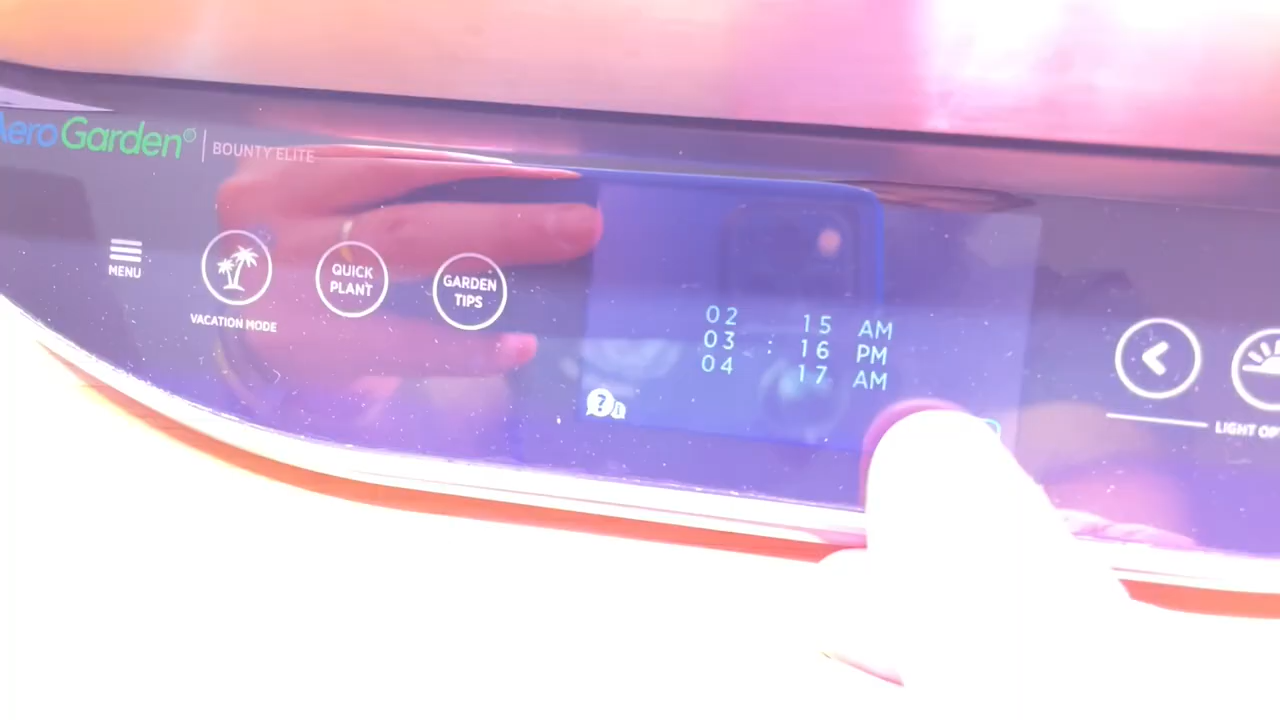 AeroGarden® | BOUNTY ELITE
MENU
VACATION MODE
QUICK
PLANT
GARDEN
TIPS
02 15 AM
03 : 16 PM
04 17 AM
?
i
LIGHT